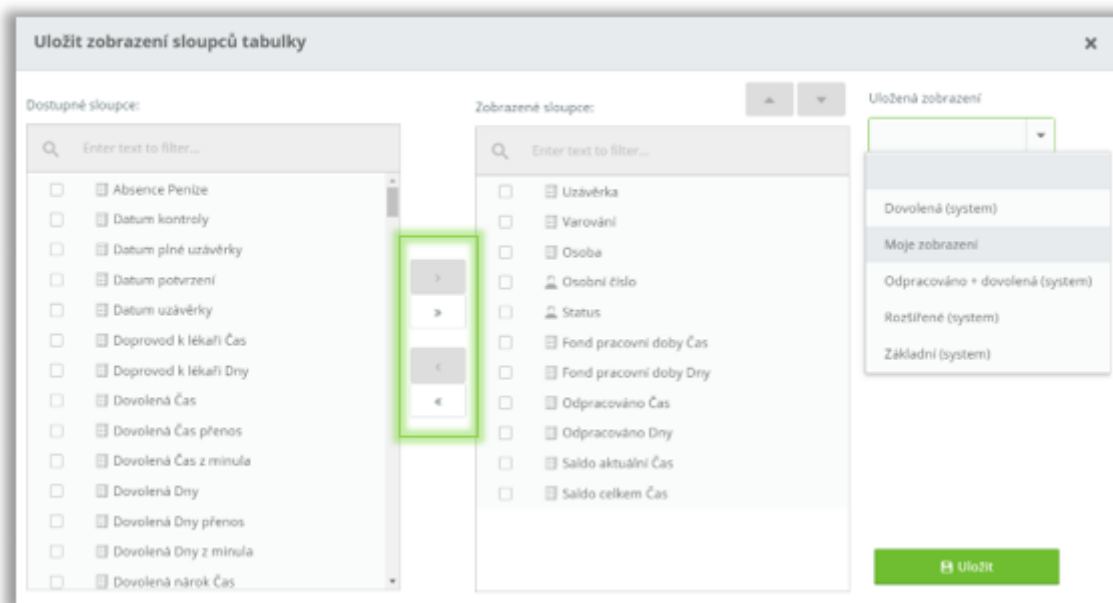 Uložit zobrazení sloupců tabulky
×
Dostupné sloupce:
Enter text to filter...
Absence Peníze
Datum kontroly
Datum plné uzávěrky
Datum potvrzení
Datum uzávěrky
Doprovod k lékaři Čas
Doprovod k lékaři Dny
Dovolená Čas
Dovolená Čas přenos
Dovolená Čas z minula
Dovolená Dny
Dovolená Dny přenos
Dovolená Dny z minula
Dovolená nárok Čas
>
»
<
«
Zobrazené sloupce:
Enter text to filter...
Uzávěrka
Varování
Osoba
Osobní číslo
Status
Fond pracovní doby Čas
Fond pracovní doby Dny
Odpracováno Čas
Odpracováno Dny
Saldo aktuální Čas
Saldo celkem Čas
Uložená zobrazení
Dovolená (system)
Moje zobrazení
Odpracováno + dovolená (system)
Rozšířené (system)
Základní (system)
Uložit